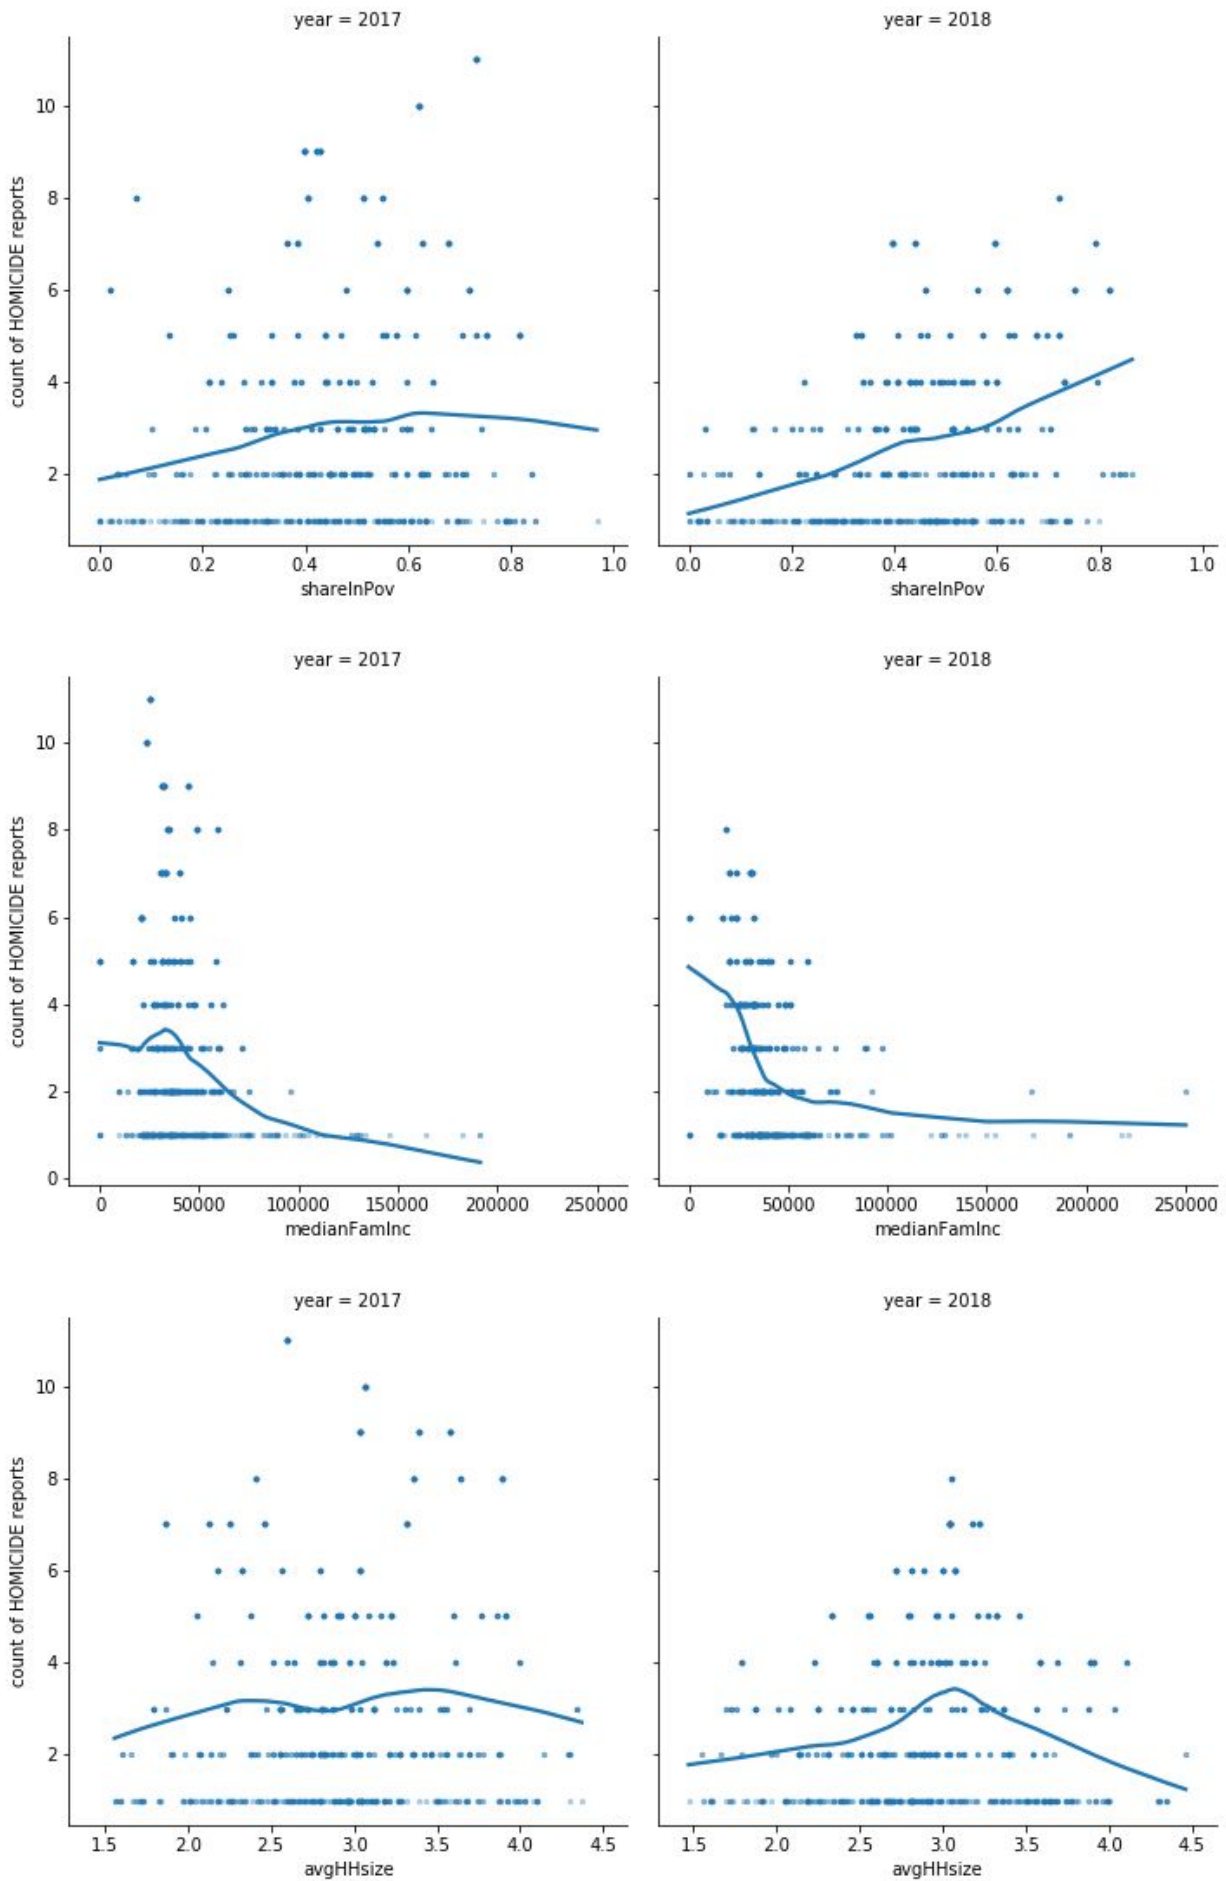 year = 2017
year = 2018
count of HOMICIDE reports
10
8
6
4
2
0.0 0.2 0.4 0.6 0.8 1.0
shareInPov
0.0 0.2 0.4 0.6 0.8 1.0
shareInPov
year = 2017
year = 2018
count of HOMICIDE reports
10
8
6
4
2
0
0 50000 100000 150000 200000 250000
medianFamInc
0 50000 100000 150000 200000 250000
medianFamInc
year = 2017
year = 2018
count of HOMICIDE reports
10
8
6
4
2
1.5 2.0 2.5 3.0 3.5 4.0 4.5
avgHHsize
1.5 2.0 2.5 3.0 3.5 4.0 4.5
avgHHsize